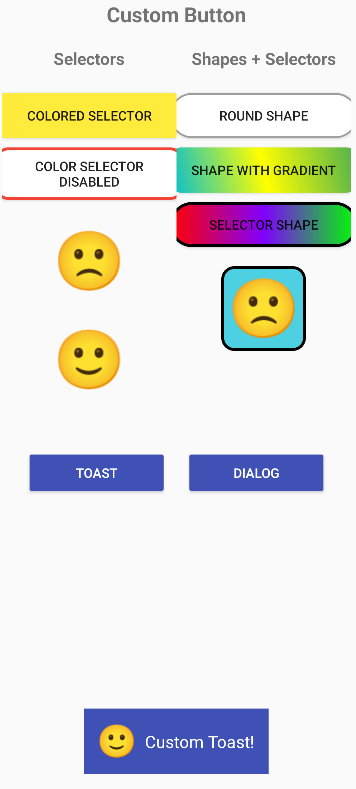 Custom Button
Selectors
Shapes + Selectors
COLORED SELECTOR
ROUND SHAPE
COLOR SELECTOR
DISABLED
SHAPE WITH GRADIENT
SELECTOR SHAPE
TOAST
DIALOG
Custom Toast!